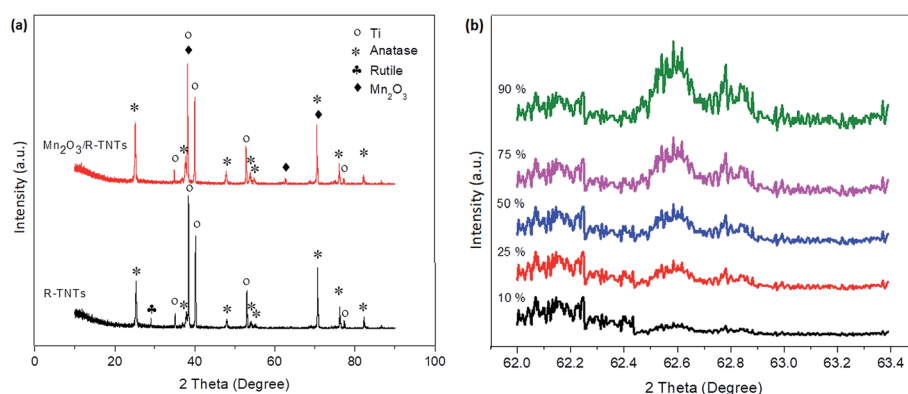 (a)
○ Ti
* Anatase
♣ Rutile
♦ Mn₂O₃
Mn₂O₃/R-TNTs
R-TNTs
Intensity (a.u.)
0 20 40 60 80 100
2 Theta (Degree)
(b)
90 %
75 %
50 %
25 %
10 %
Intensity (a.u.)
62.0 62.2 62.4 62.6 62.8 63.0 63.2 63.4
2 Theta (Degree)